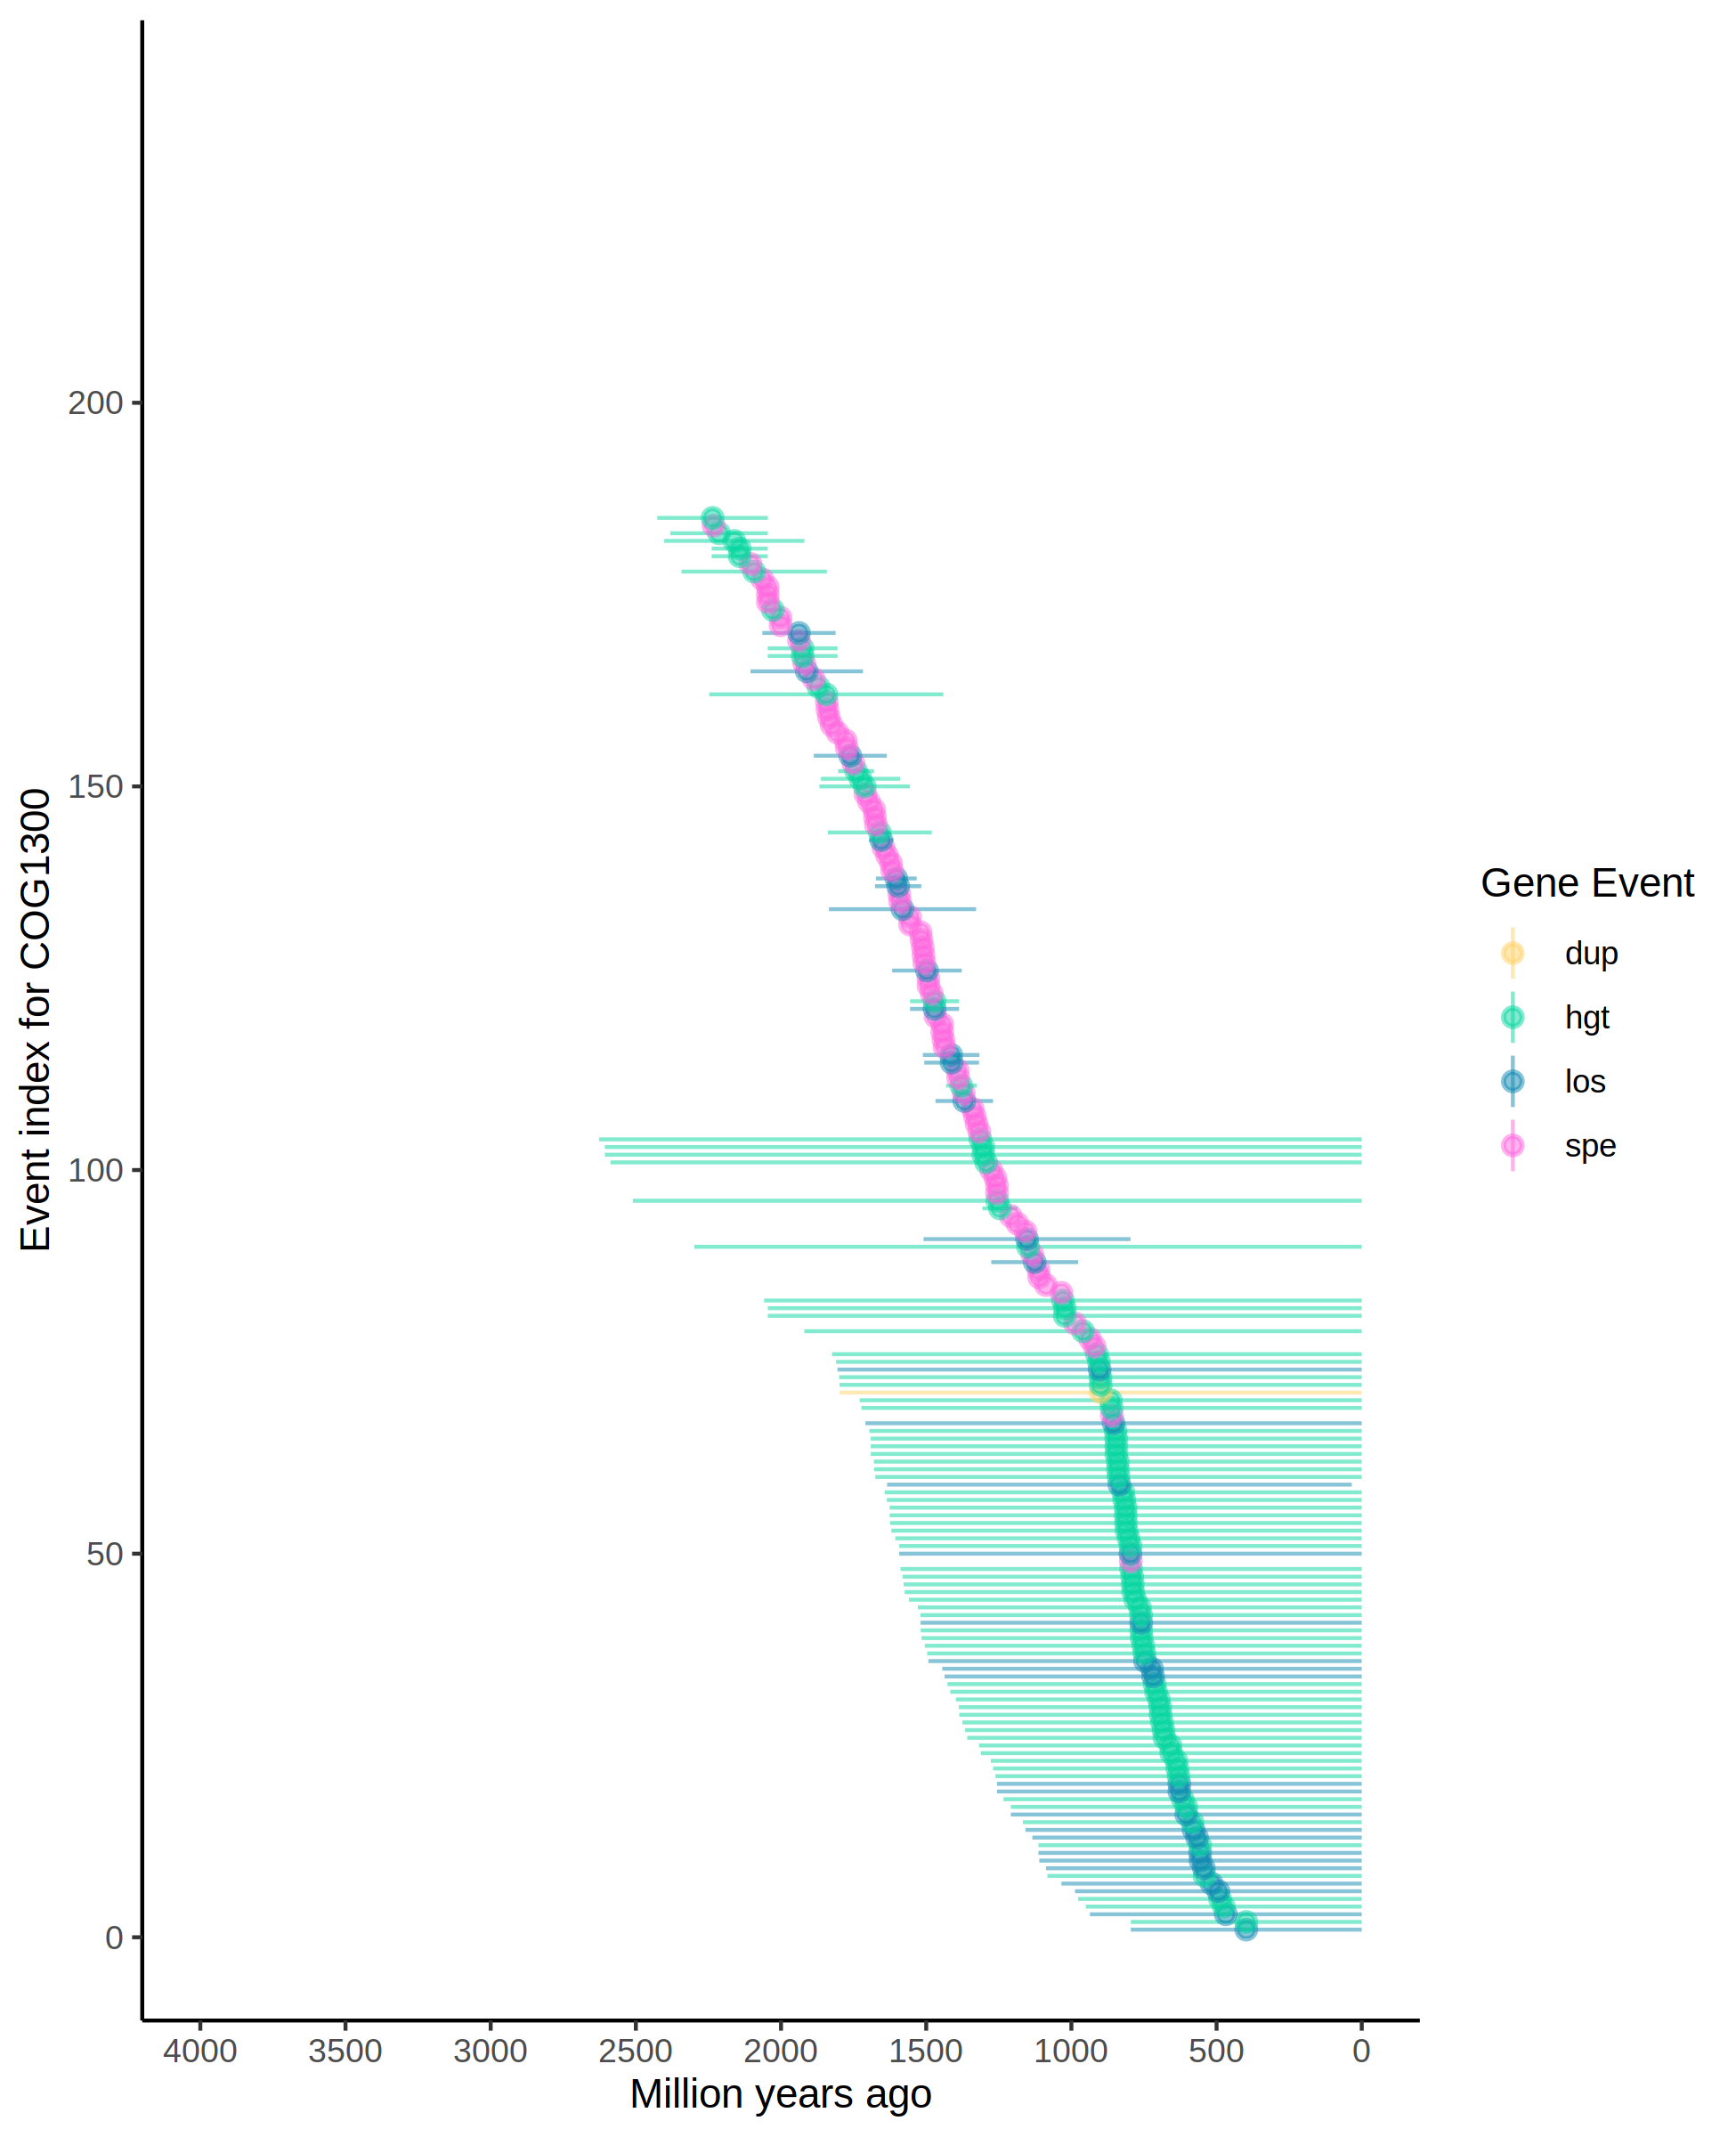 Event index for COG1300
200
150
100
50
0
4000 3500 3000 2500 2000 1500 1000 500 0
Million years ago
Gene Event
dup
hgt
los
spe